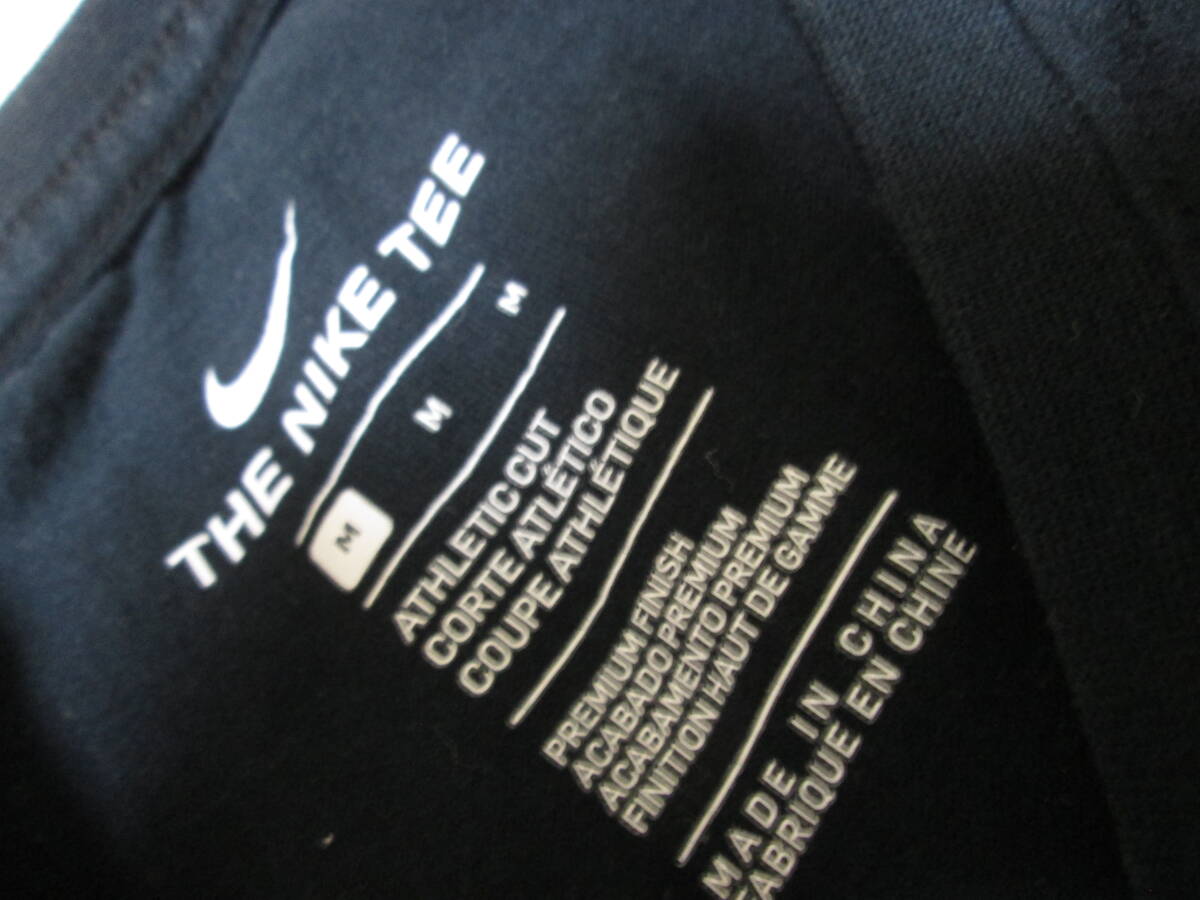 THE NIKE TEE
M M M
ATHLETIC CUT
CORTE ATLÉTICO
COUPE ATHLÉTIQUE
PREMIUM FINISH
ACABADO PREMIUM
ACABAMENTO PREMIUM
FINITION HAUT DE GAMME
MADE IN CHINA
FABRIQUE EN CHINE